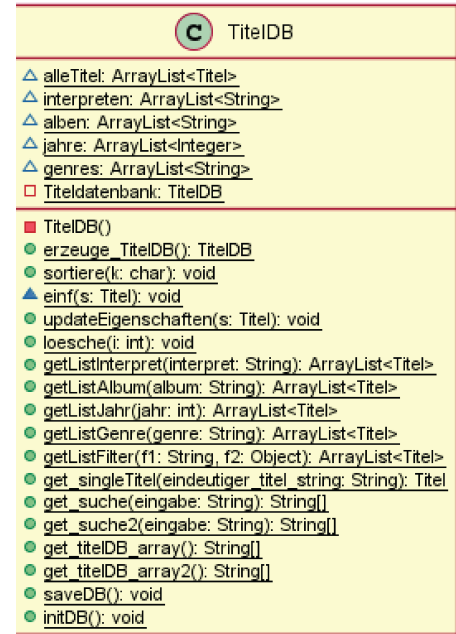 C TitelDB
alleTitel: ArrayList<Titel>
interpreten: ArrayList<String>
alben: ArrayList<String>
jahre: ArrayList<Integer>
genres: ArrayList<String>
Titeldatenbank: TitelDB
TitelDB()
erzeuge_TitelDB(): TitelDB
sortiere(k: char): void
einf(s: Titel): void
updateEigenschaften(s: Titel): void
loesche(i: int): void
getListInterpret(interpret: String): ArrayList<Titel>
getListAlbum(album: String): ArrayList<Titel>
getListJahr(jahr: int): ArrayList<Titel>
getListGenre(genre: String): ArrayList<Titel>
getListFilter(f1: String, f2: Object): ArrayList<Titel>
get_singleTitel(eindeutiger_titel_string: String): Titel
get_suche(eingabe: String): String[]
get_suche2(eingabe: String): String[]
get_titelDB_array(): String[]
get_titelDB_array2(): String[]
saveDB(): void
initDB(): void